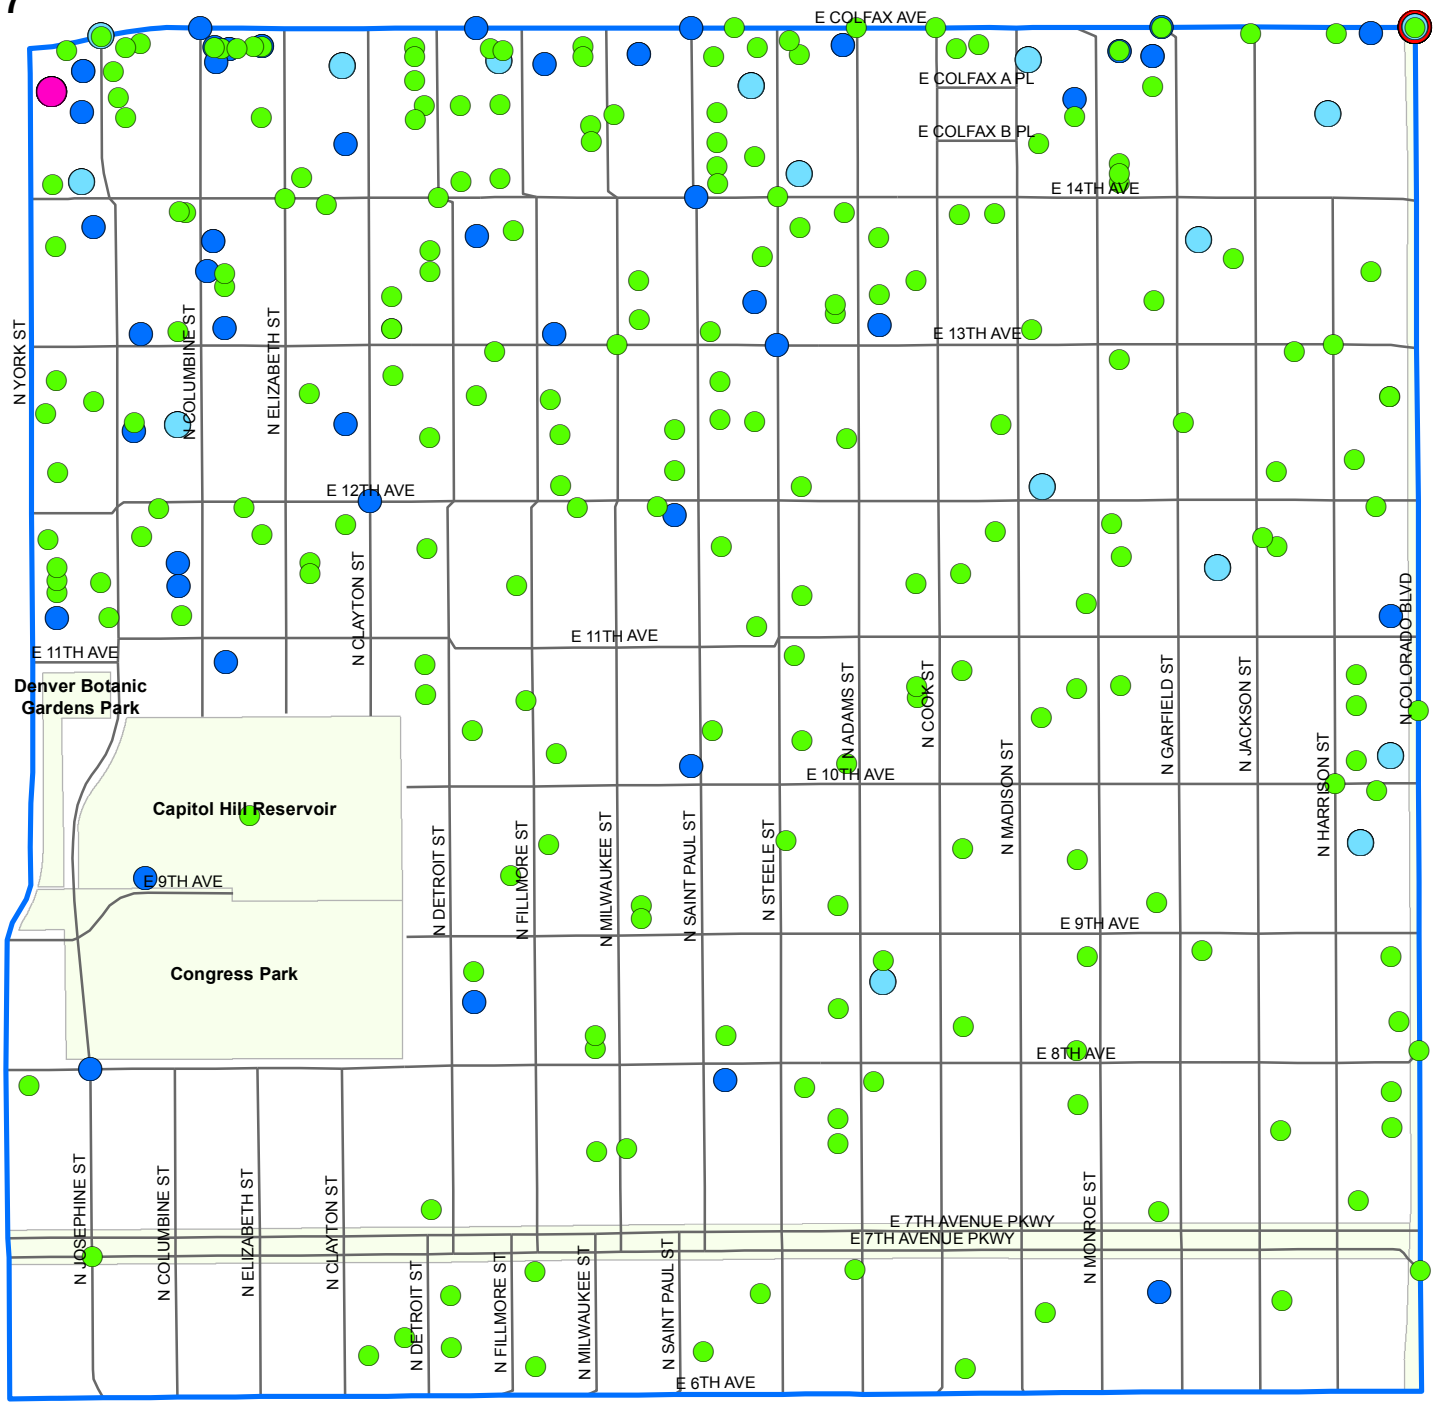 E COLFAX AVE
E COLFAX A PL
E COLFAX B PL
E 14TH AVE
N YORK ST
N COLUMBINE ST
N ELIZABETH ST
E 13TH AVE
E 12TH AVE
N CLAYTON ST
E 11TH AVE
E 11TH AVE
N COLORADO BLVD
Denver Botanic
Gardens Park
N ADAMS ST
N COOK ST
N GARFIELD ST
N JACKSON ST
N MADISON ST
N HARRISON ST
E 10TH AVE
Capitol Hill Reservoir
N DETROIT ST
N FILLMORE ST
N MILWAUKEE ST
N SAINT PAUL ST
N STEELE ST
E 9TH AVE
E 9TH AVE
Congress Park
E 8TH AVE
N JOSEPHINE ST
N COLUMBINE ST
N ELIZABETH ST
N CLAYTON ST
N MONROE ST
E 7TH AVENUE PKWY
E 7TH AVENUE PKWY
N DETROIT ST
N FILLMORE ST
N MILWAUKEE ST
N SAINT PAUL ST
E 6TH AVE